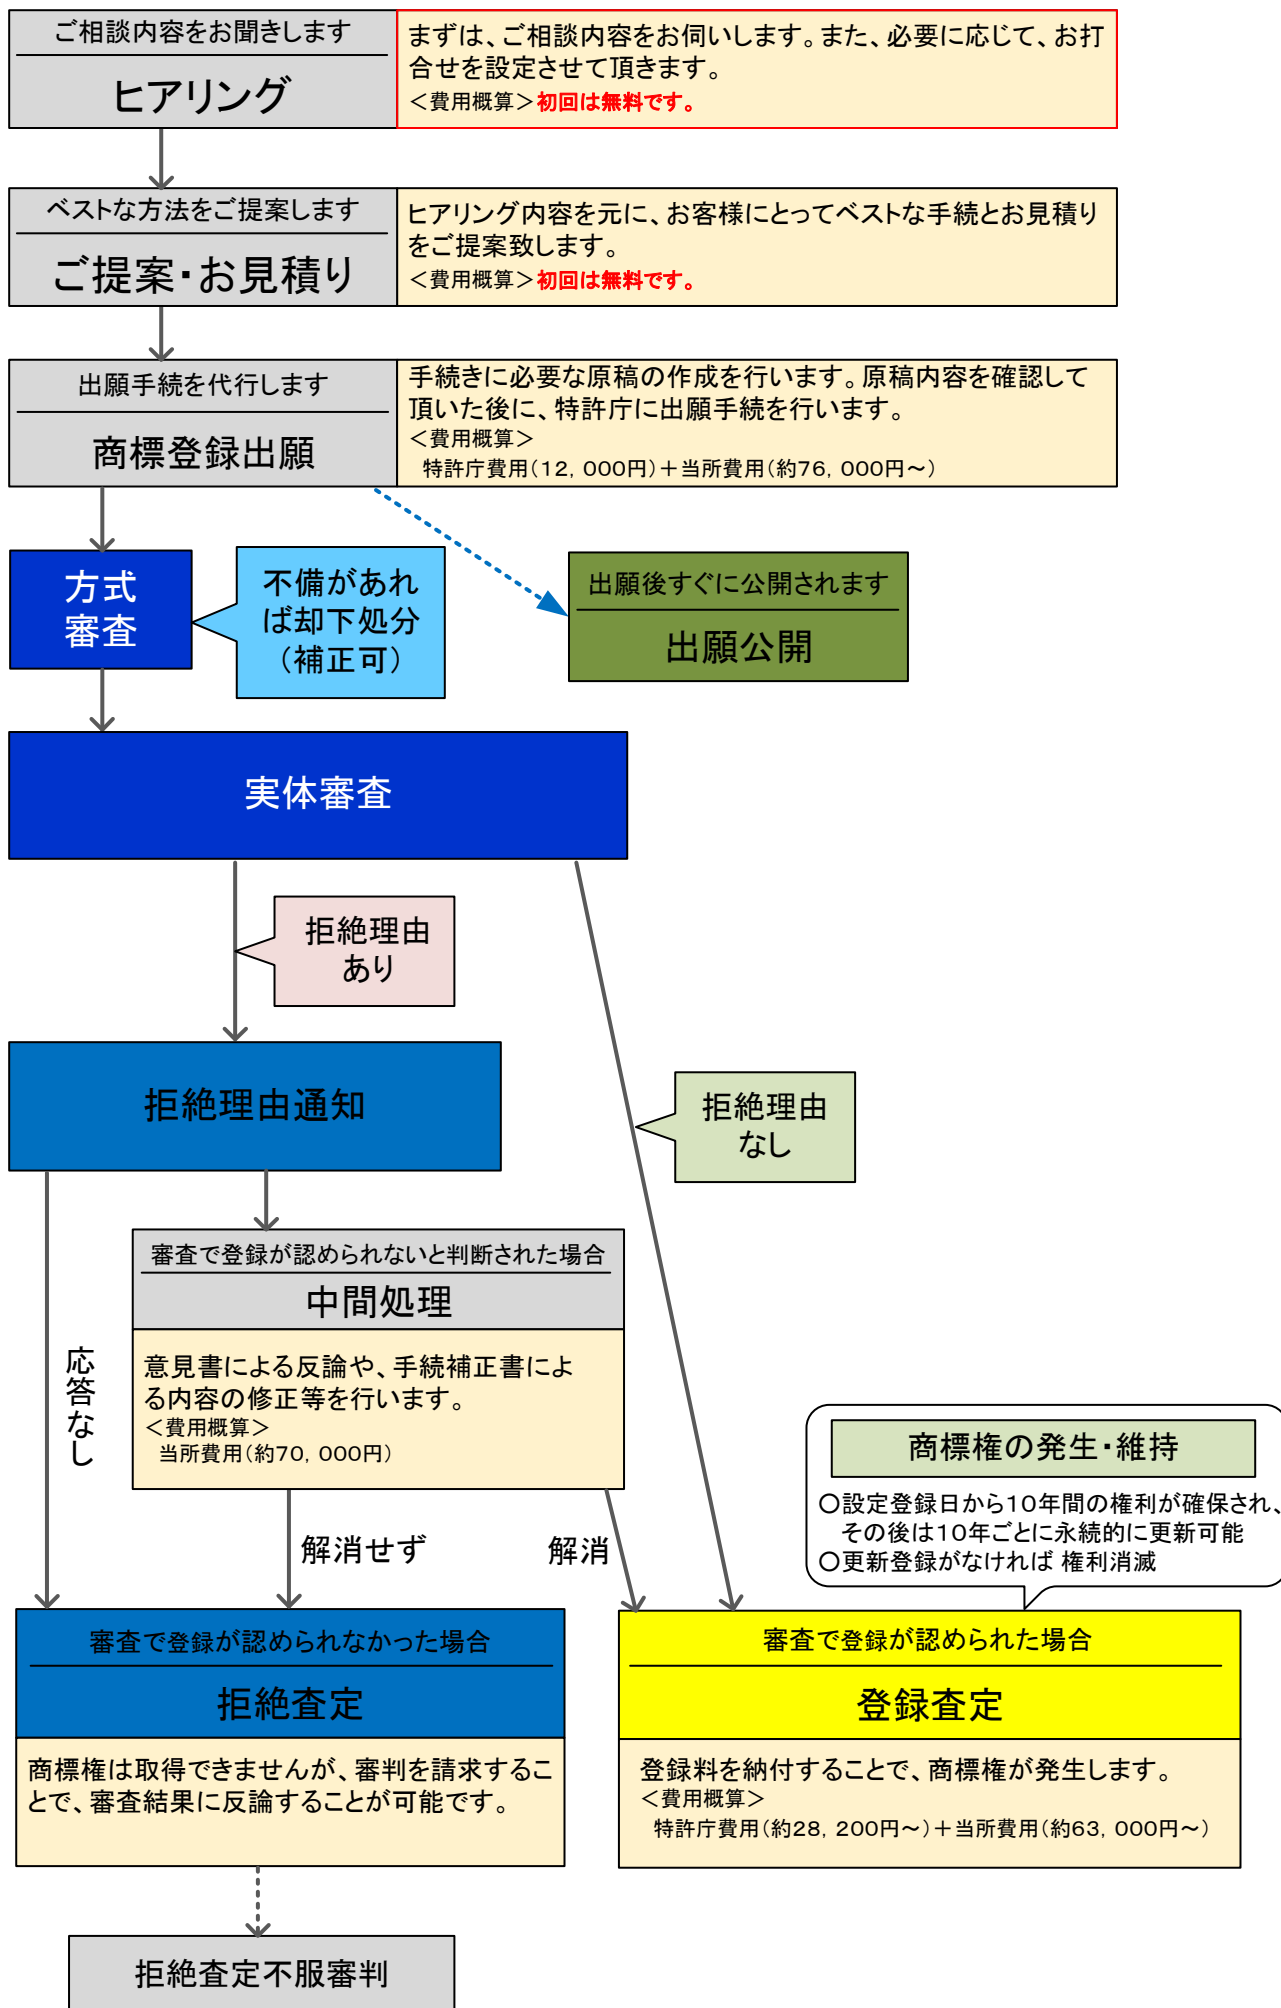 ご相談内容をお聞きします
ヒアリング
まずは、ご相談内容をお伺いします。また、必要に応じて、お打
合せを設定させて頂きます。
＜費用概算＞初回は無料です。
ベストな方法をご提案します
ご提案・お見積り
ヒアリング内容を元に、お客様にとってベストな手続とお見積り
をご提案致します。
＜費用概算＞初回は無料です。
出願手続を代行します
商標登録出願
手続きに必要な原稿の作成を行います。原稿内容を確認して
頂いた後に、特許庁に出願手続を行います。
＜費用概算＞
特許庁費用（12，000円）＋当所費用（約76，000円～）
方式
審査
不備があれ
ば却下処分
（補正可）
出願後すぐに公開されます
出願公開
実体審査
拒絶理由
あり
拒絶理由通知
拒絶理由
なし
審査で登録が認められないと判断された場合
中間処理
意見書による反論や、手続補正書によ
る内容の修正等を行います。
＜費用概算＞
当所費用（約70，000円）
応答なし
商標権の発生・維持
○設定登録日から10年間の権利が確保され、
その後は10年ごとに永続的に更新可能
○更新登録がなければ 権利消滅
解消せず
解消
審査で登録が認められなかった場合
拒絶査定
商標権は取得できませんが、審判を請求するこ
とで、審査結果に反論することが可能です。
審査で登録が認められた場合
登録査定
登録料を納付することで、商標権が発生します。
＜費用概算＞
特許庁費用（約28，200円～）＋当所費用（約63，000円～）
拒絶査定不服審判